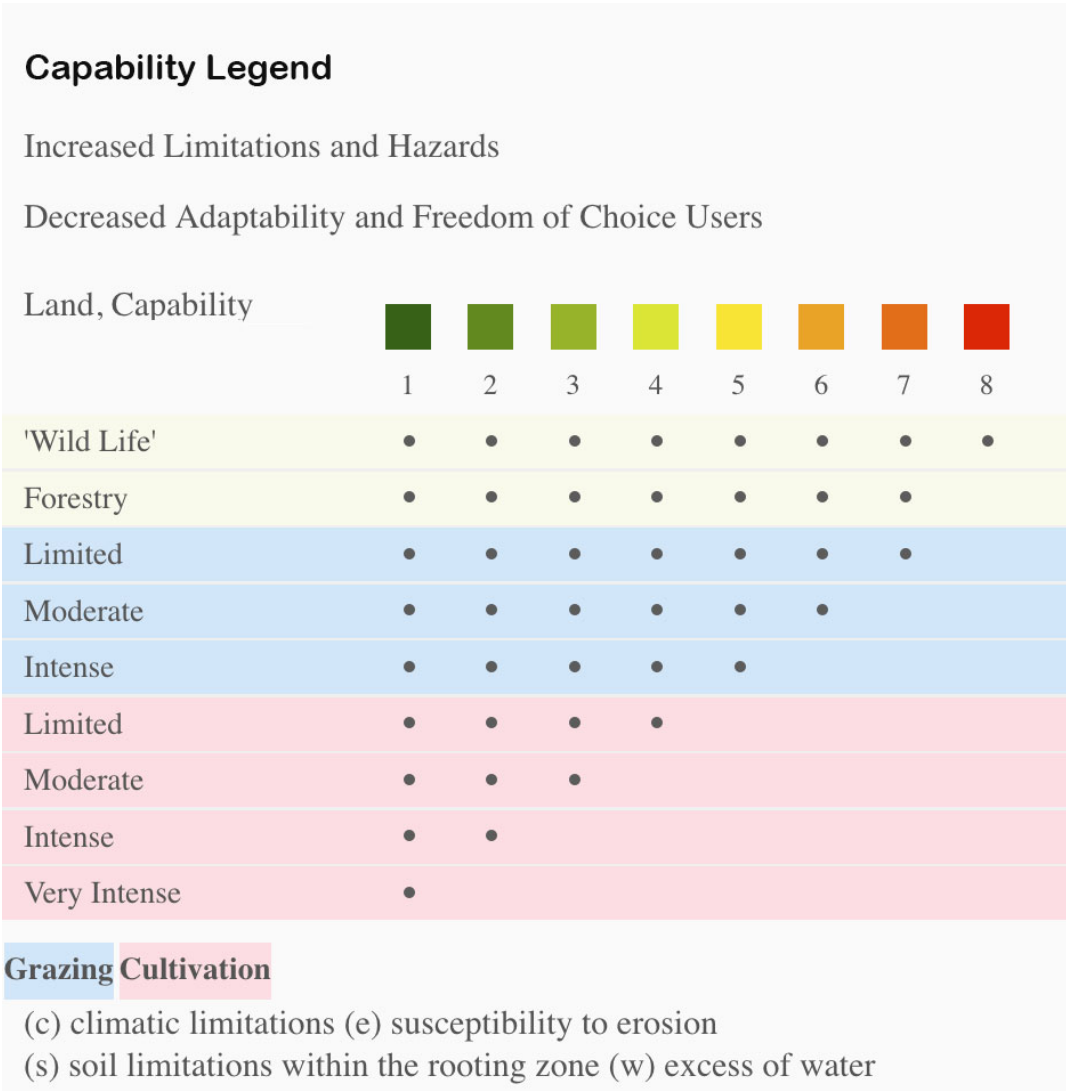 Capability Legend
Increased Limitations and Hazards
Decreased Adaptability and Freedom of Choice Users
Land, Capability
1 2 3 4 5 6 7 8
'Wild Life' • • • • • • • •
Forestry • • • • • • •
Limited • • • • • • •
Moderate • • • • • •
Intense • • • • •
Limited • • • •
Moderate • • •
Intense • •
Very Intense •
Grazing Cultivation
(c) climatic limitations (e) susceptibility to erosion
(s) soil limitations within the rooting zone (w) excess of water